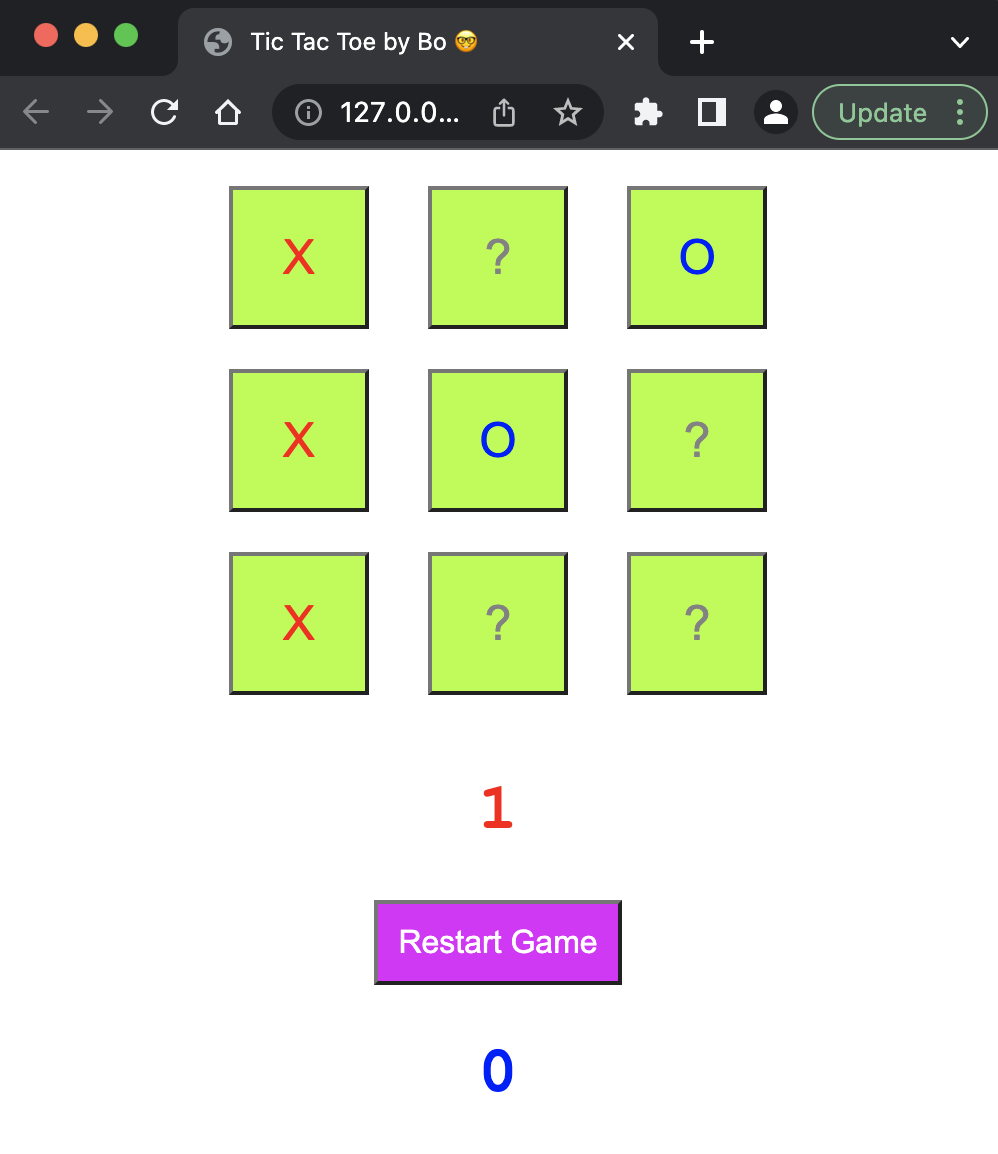 Tic Tac Toe by Bo 🤓
127.0.0... Update
X ? O
X O ?
X ? ?
1
Restart Game
0